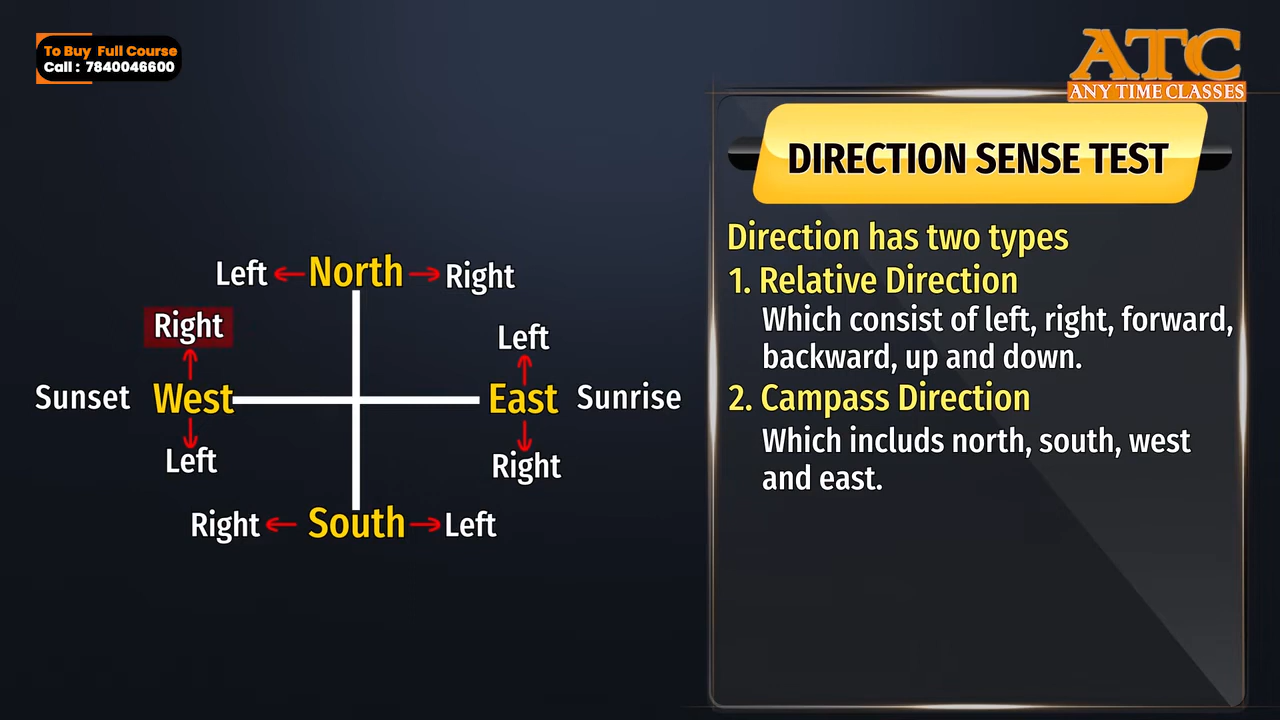 To Buy Full Course
Call : 7840046600
ATC
ANY TIME CLASSES
DIRECTION SENSE TEST
Direction has two types
1. Relative Direction
Which consist of left, right, forward,
backward, up and down.
2. Campass Direction
Which includs north, south, west
and east.
Left North Right
Right
Left
Sunset West East Sunrise
Left
Right
Right South Left